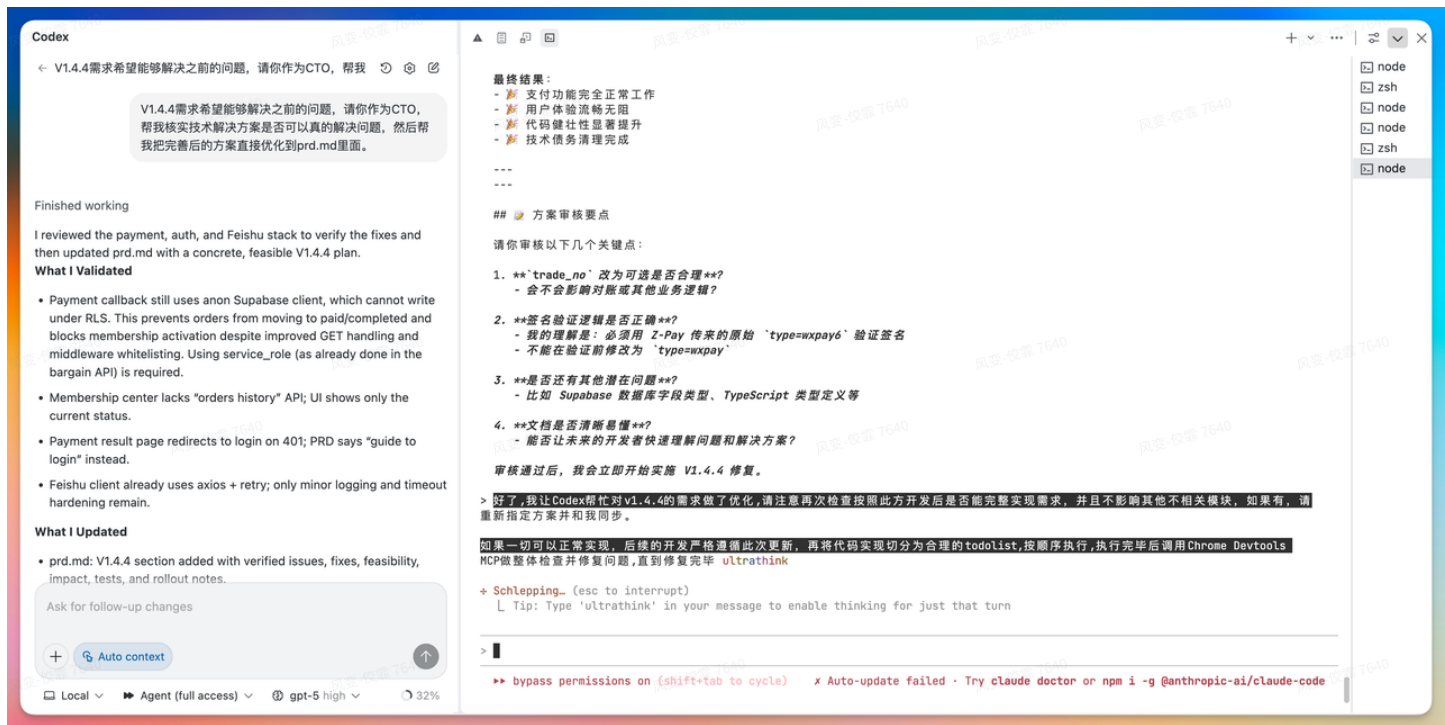 Codex
← V1.4.4需求希望能够解决之前的问题，请你作为CTO，帮我
V1.4.4需求希望能够解决之前的问题，请你作为CTO，
帮我核实技术解决方案是否可以真的解决问题，然后帮
我把完善后的方案直接优化到prd.md里面。
Finished working
I reviewed the payment, auth, and Feishu stack to verify the fixes and
then updated prd.md with a concrete, feasible V1.4.4 plan.
What I Validated
• Payment callback still uses anon Supabase client, which cannot write
under RLS. This prevents orders from moving to paid/completed and
blocks membership activation despite improved GET handling and
middleware whitelisting. Using service_role (as already done in the
bargain API) is required.
• Membership center lacks “orders history” API; UI shows only the
current status.
• Payment result page redirects to login on 401; PRD says “guide to
login” instead.
• Feishu client already uses axios + retry; only minor logging and timeout
hardening remain.
What I Updated
• prd.md: V1.4.4 section added with verified issues, fixes, feasibility,
impact, tests, and rollout notes.
Ask for follow-up changes
Auto context
Local
Agent (full access)
gpt-5 high
32%
最终结果:
- 🎉 支付功能完全正常工作
- 🎉 用户体验流畅无阻
- 🎉 代码健壮性显著提升
- 🎉 技术债务清理完成
---
---
## 📝 方案审核要点
请你审核以下几个关键点:
1. **`trade_no` 改为可选是否合理**?
- 会不会影响对账或其他业务逻辑?
2. **签名验证逻辑是否正确**?
- 我的理解是: 必须用 Z-Pay 传来的原始 `type=wxpay6` 验证签名
- 不能在验证前修改为 `type=wxpay`
3. **是否还有其他潜在问题**?
- 比如 Supabase 数据库字段类型、TypeScript 类型定义等
4. **文档是否清晰易懂**?
- 能否让未来的开发者快速理解问题和解决方案?
审核通过后, 我会立即开始实施 V1.4.4 修复。
> 好了,我让Codex帮忙对v1.4.4的需求做了优化,请注意再次检查按照此方开发后是否能完整实现需求, 并且不影响其他不相关模块, 如果有, 请
重新指定方案并和我同步。
如果一切可以正常实现, 后续的开发严格遵循此次更新, 再将代码实现切分为合理的todolist,按顺序执行,执行完毕后调用Chrome Devtools
MCP做整体检查并修复问题,直到修复完毕 ultrathink
✢ Schlepping… (esc to interrupt)
⎿ Tip: Type 'ultrathink' in your message to enable thinking for just that turn
>
▸▸ bypass permissions on (shift+tab to cycle)
✗ Auto-update failed · Try claude doctor or npm i -g @anthropic-ai/claude-code
node
zsh
node
node
zsh
node